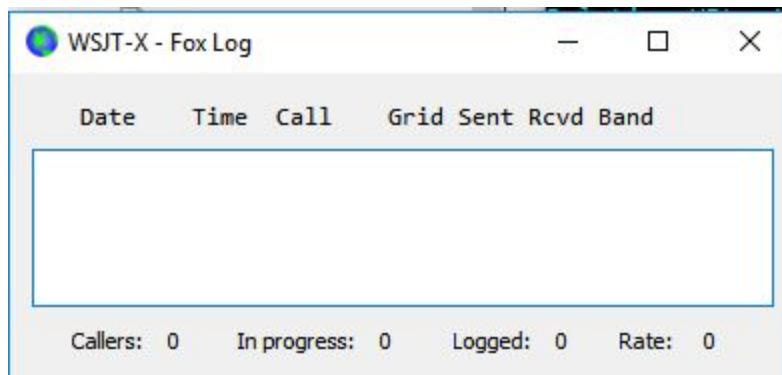 WSJT-X - Fox Log
Date Time Call Grid Sent Rcvd Band
Callers: 0 In progress: 0 Logged: 0 Rate: 0